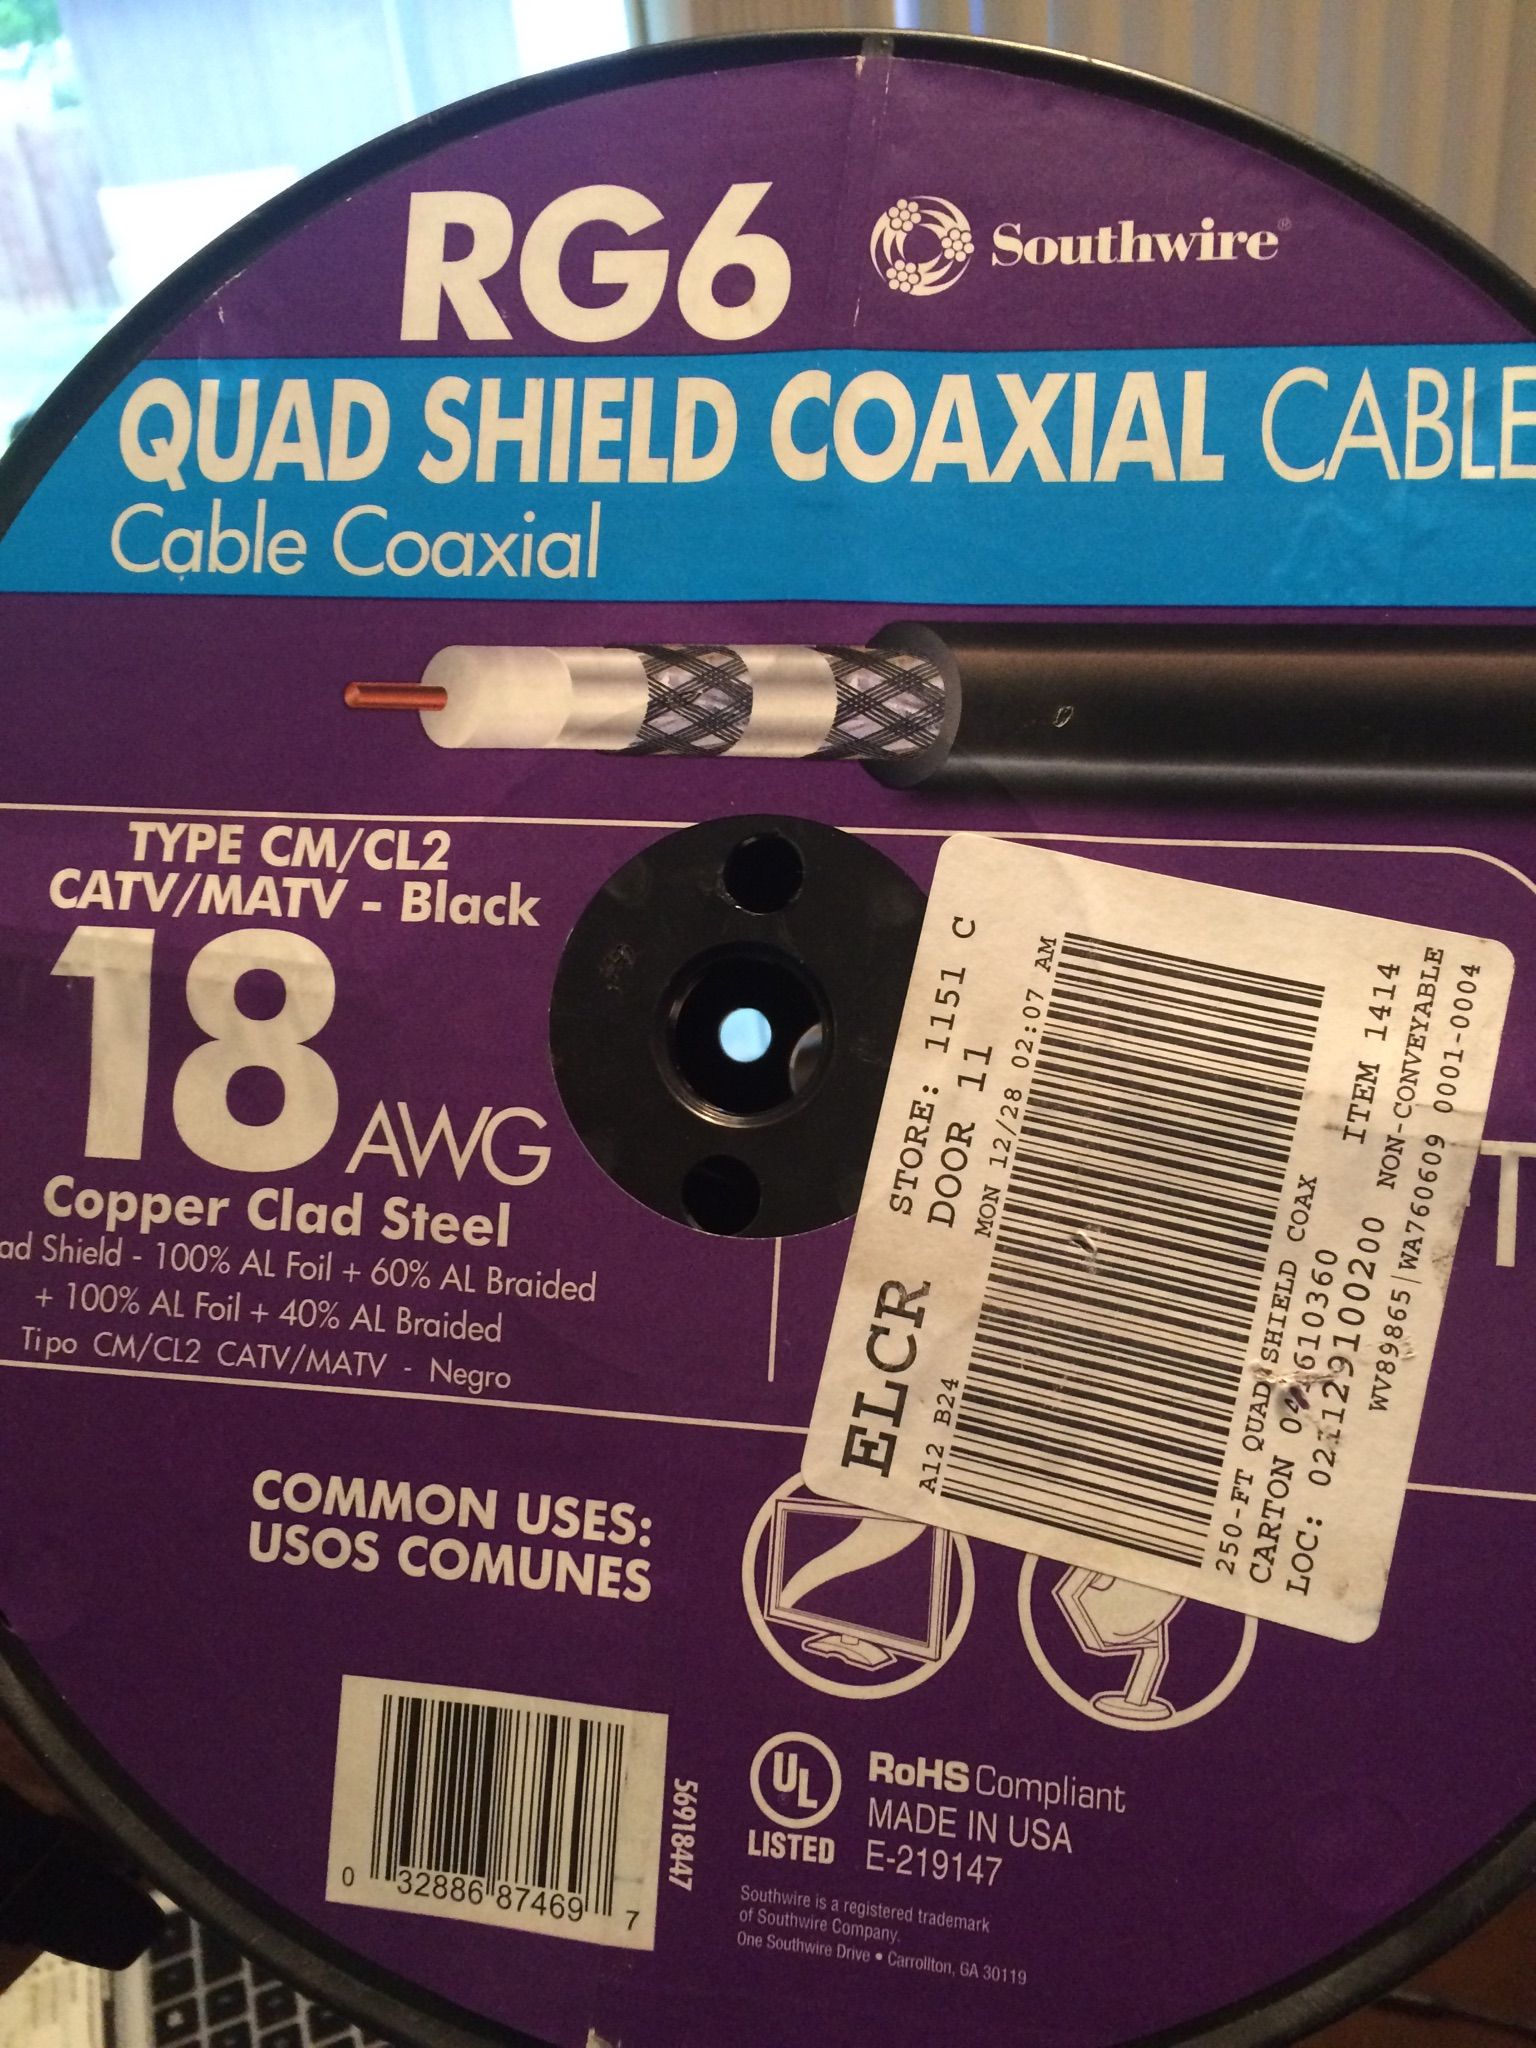 RG6
Southwire®
QUAD SHIELD COAXIAL CABLE
Cable Coaxial
TYPE CM/CL2
CATV/MATV - Black
18 AWG
Copper Clad Steel
ad Shield - 100% AL Foil + 60% AL Braided
+ 100% AL Foil + 40% AL Braided
Tipo CM/CL2 CATV/MATV - Negro
ELCR
STORE: 1151 C
DOOR 11
A12 B24
MON 12/28 02:07 AM
250-FT QUAD SHIELD COAX
CARTON
ITEM 1414
LOC: 021129100200
NON-CONVEYABLE
WV89865|WA760609 0001-0004
T
COMMON USES:
USOS COMUNES
0 32886 87469 7
56918447
UL
LISTED
RoHS Compliant
MADE IN USA
E-219147
Southwire is a registered trademark
of Southwire Company.
One Southwire Drive • Carrollton, GA 30119